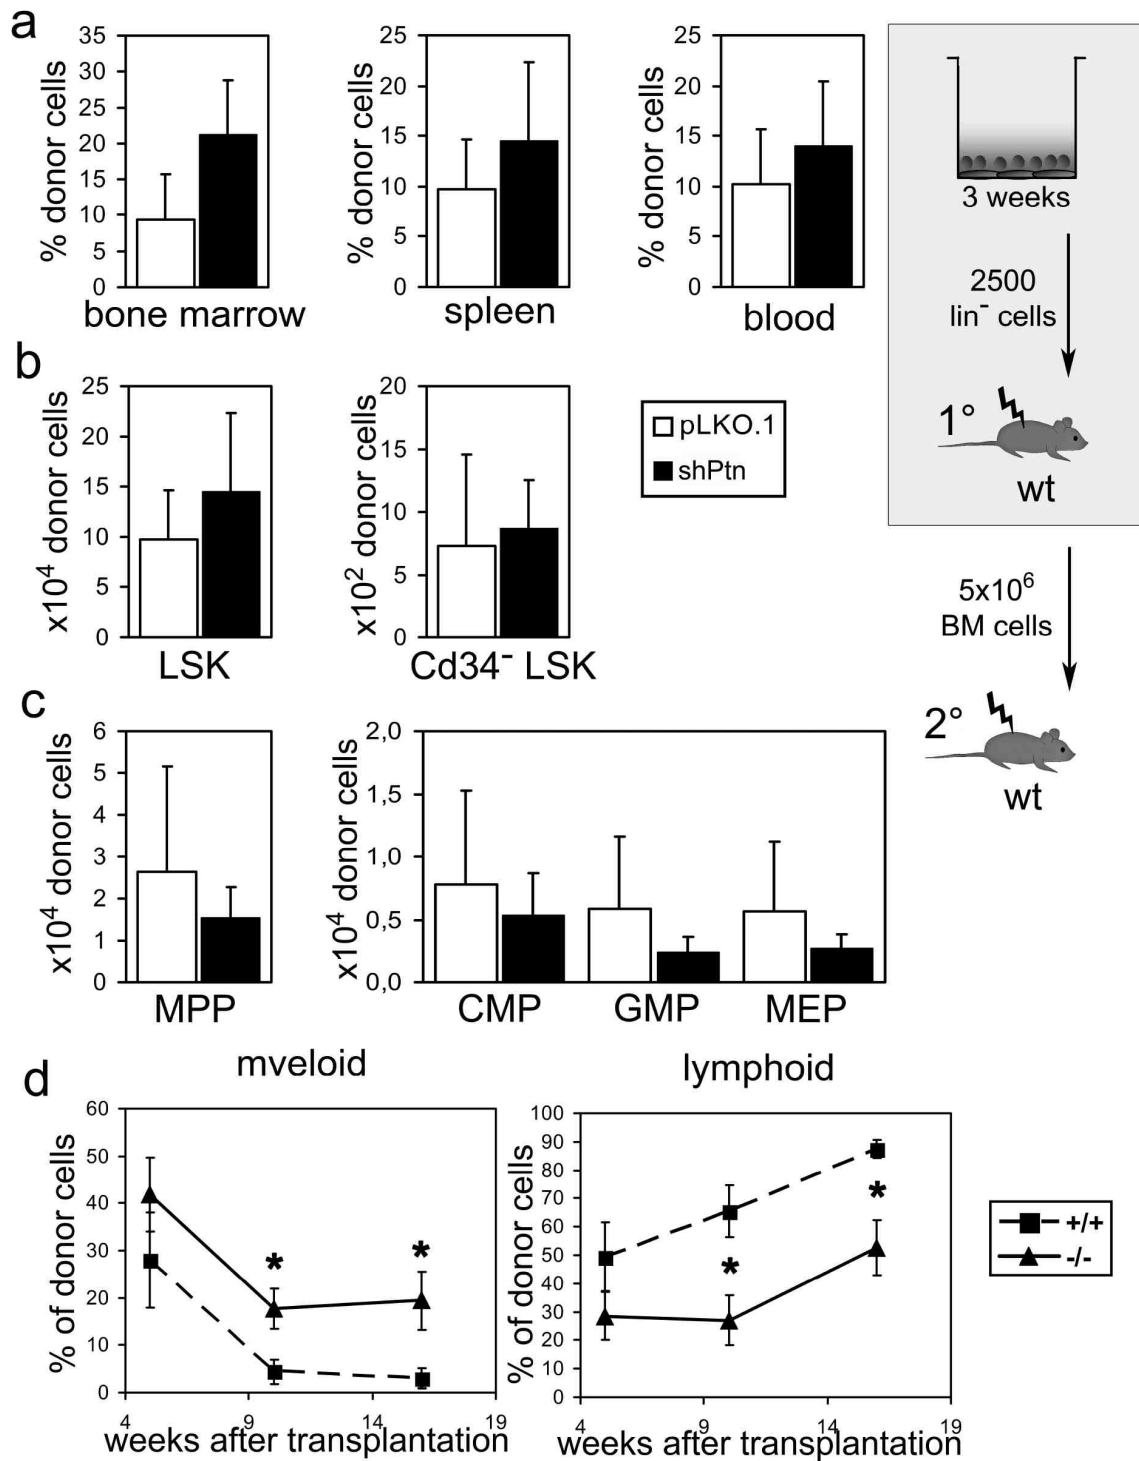 a
% donor cells
35
30
25
20
15
10
5
0
bone marrow
% donor cells
25
20
15
10
5
0
spleen
% donor cells
25
20
15
10
5
0
blood
3 weeks
2500
lin⁻ cells
1°
wt
5x10⁶
BM cells
2°
wt
b
x10⁴ donor cells
25
20
15
10
5
0
LSK
x10² donor cells
20
15
10
5
0
Cd34⁻ LSK
pLKO.1
shPtn
c
x10⁴ donor cells
6
5
4
3
2
1
0
MPP
x10⁴ donor cells
2,0
1,5
1,0
0,5
0,0
CMP GMP MEP
d
mveloid
% of donor cells
60
50
40
30
20
10
0
* *
4 9 14 19
weeks after transplantation
lymphoid
% of donor cells
100
90
80
70
60
50
40
30
20
10
0
* *
4 9 14 19
weeks after transplantation
+/+
-/-